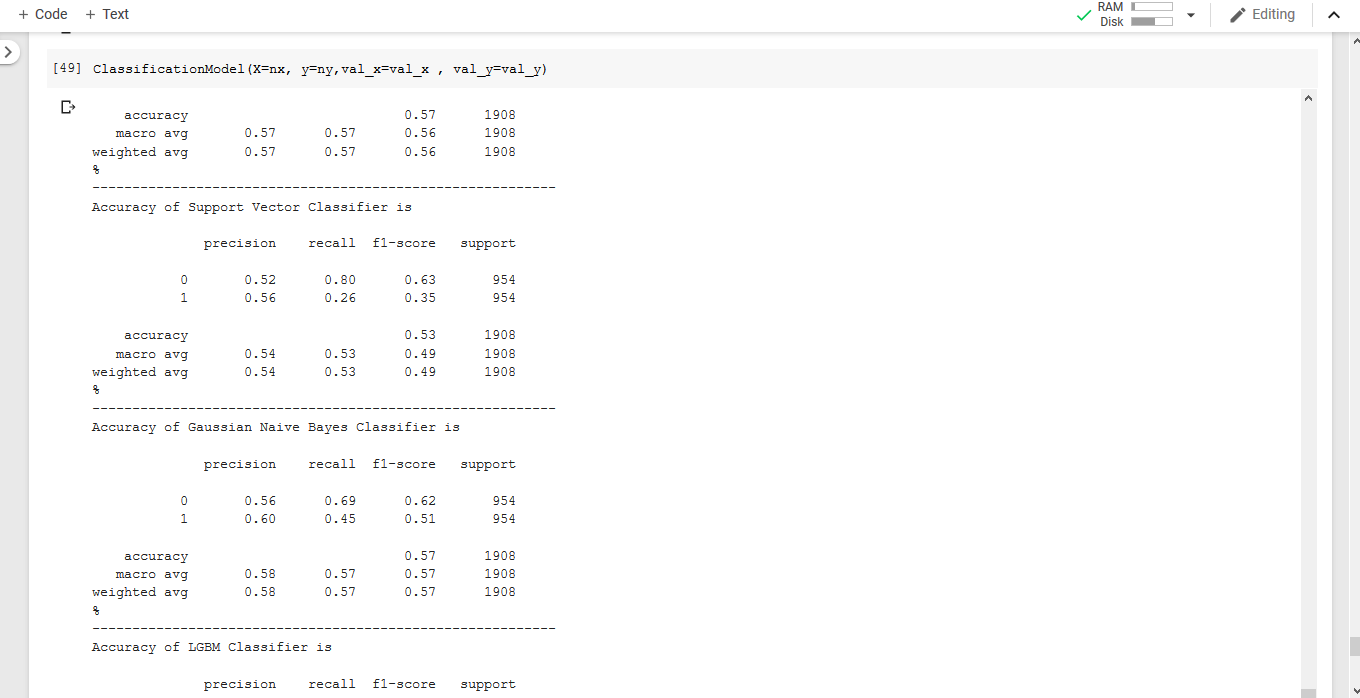 + Code + Text
RAM
Disk
Editing
[49] ClassificationModel(X=nx, y=ny,val_x=val_x , val_y=val_y)
accuracy 0.57 1908
macro avg 0.57 0.57 0.56 1908
weighted avg 0.57 0.57 0.56 1908
%
----------------------------------------------------------
Accuracy of Support Vector Classifier is
precision recall f1-score support
0 0.52 0.80 0.63 954
1 0.56 0.26 0.35 954
accuracy 0.53 1908
macro avg 0.54 0.53 0.49 1908
weighted avg 0.54 0.53 0.49 1908
%
----------------------------------------------------------
Accuracy of Gaussian Naive Bayes Classifier is
precision recall f1-score support
0 0.56 0.69 0.62 954
1 0.60 0.45 0.51 954
accuracy 0.57 1908
macro avg 0.58 0.57 0.57 1908
weighted avg 0.58 0.57 0.57 1908
%
----------------------------------------------------------
Accuracy of LGBM Classifier is
precision recall f1-score support